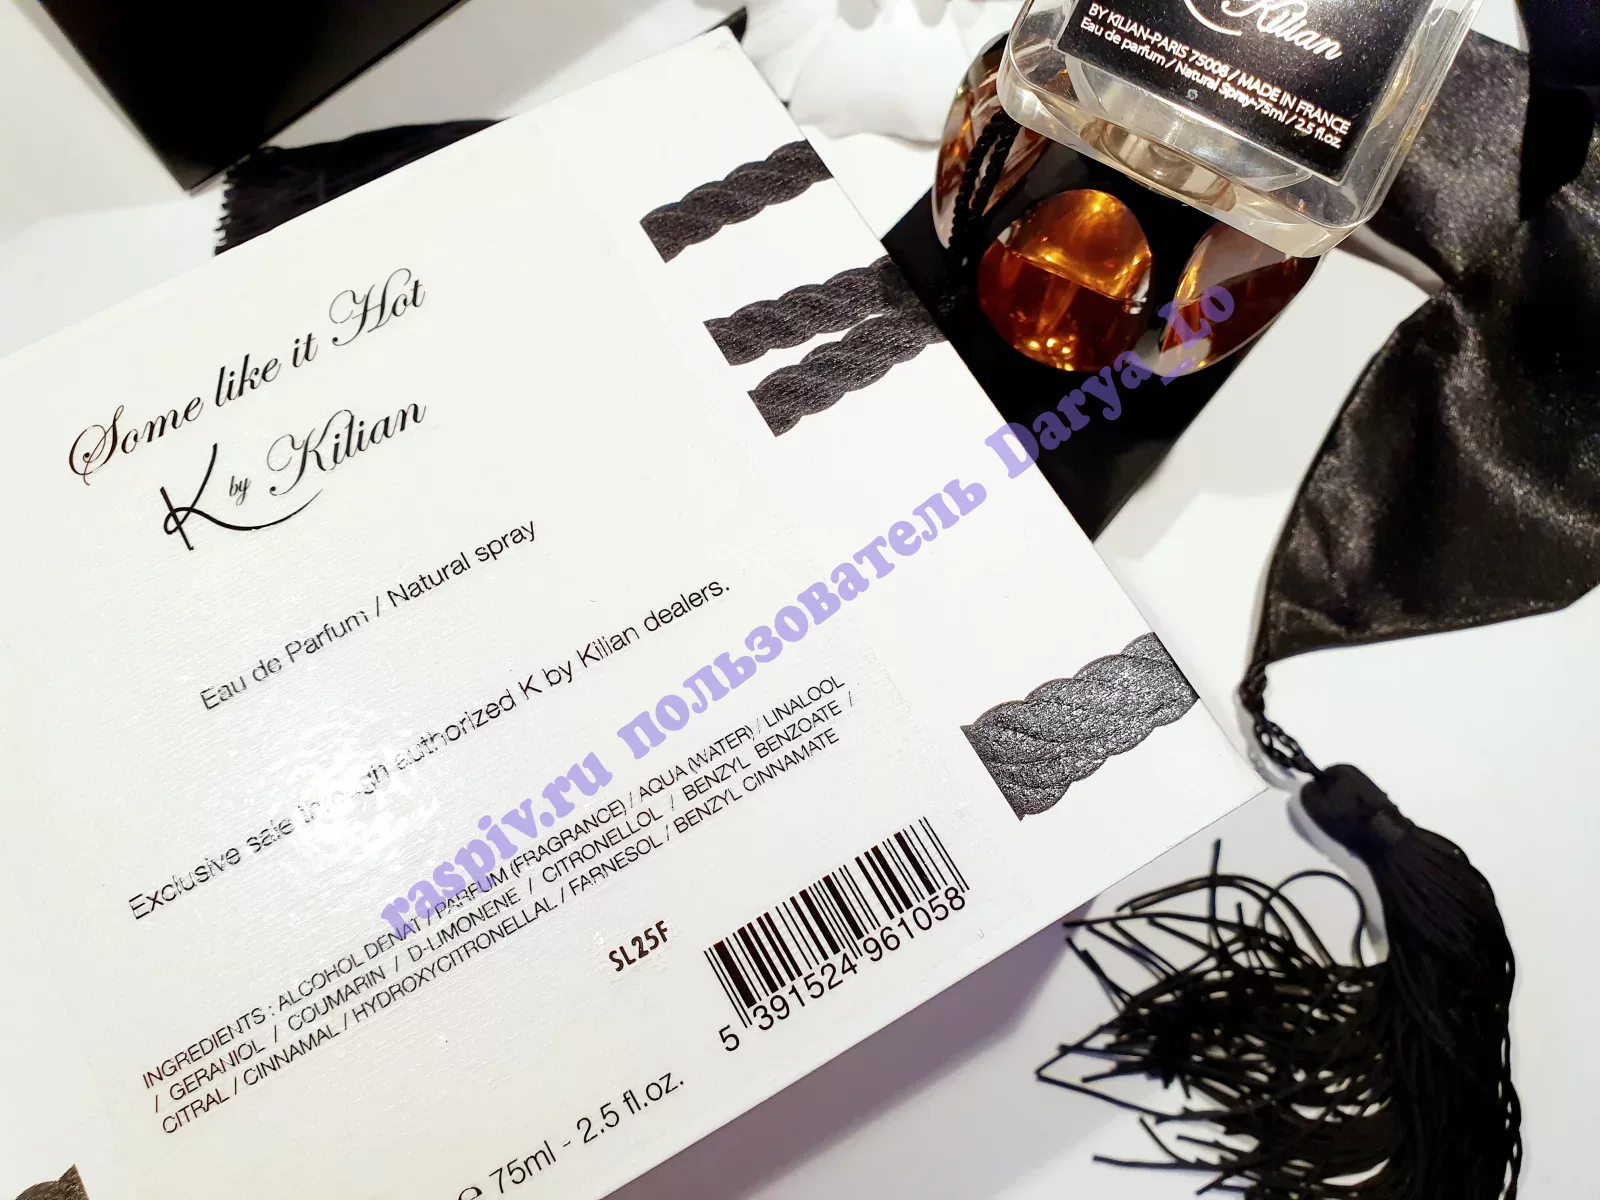 Kilian
BY KILIAN-PARIS 75008 / MADE IN FRANCE
Eau de parfum / Natural Spray-75ml / 2.5 fl.oz.
Some like it Hot
K by Kilian
Eau de Parfum / Natural spray
Exclusive sale through authorized K by Kilian dealers.
INGREDIENTS : ALCOHOL DENAT / PARFUM (FRAGRANCE) / AQUA (WATER) / LINALOOL
/ GERANIOL / COUMARIN / D-LIMONENE / CITRONELLOL / BENZYL BENZOATE /
CITRAL / CINNAMAL / HYDROXYCITRONELLAL / FARNESOL / BENZYL CINNAMATE
SL25F
5 391524 961058
e 75ml - 2.5 fl.oz.
raspiv.ru пользователь Darya_Lo